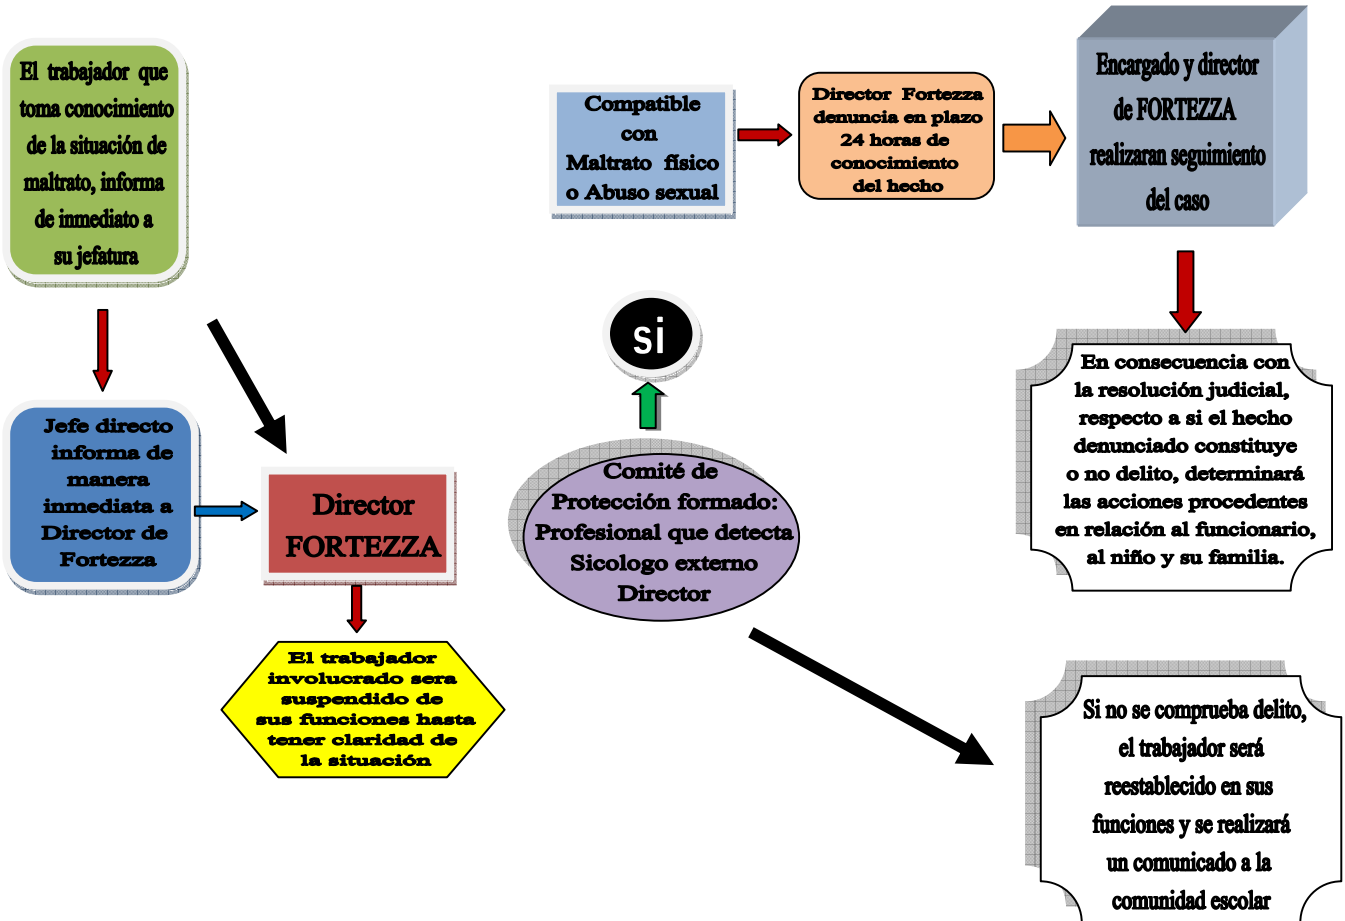 El trabajador que
toma conocimiento
de la situación de
maltrato, informa
de inmediato a
su jefatura
Jefe directo
informa de
manera
inmediata a
Director de
Fortezza
Director
FORTEZZA
El trabajador
involucrado sera
suspendido de
sus funciones hasta
tener claridad de
la situación
Comité de
Protección formado:
Profesional que detecta
Sicologo externo
Director
si
Compatible
con
Maltrato físico
o Abuso sexual
Director Fortezza
denuncia en plazo
24 horas de
conocimiento
del hecho
Encargado y director
de FORTEZZA
realizaran seguimiento
del caso
En consecuencia con
la resolución judicial,
respecto a si el hecho
denunciado constituye
o no delito, determinará
las acciones procedentes
en relación al funcionario,
al niño y su familia.
Si no se comprueba delito,
el trabajador será
reestablecido en sus
funciones y se realizará
un comunicado a la
comunidad escolar